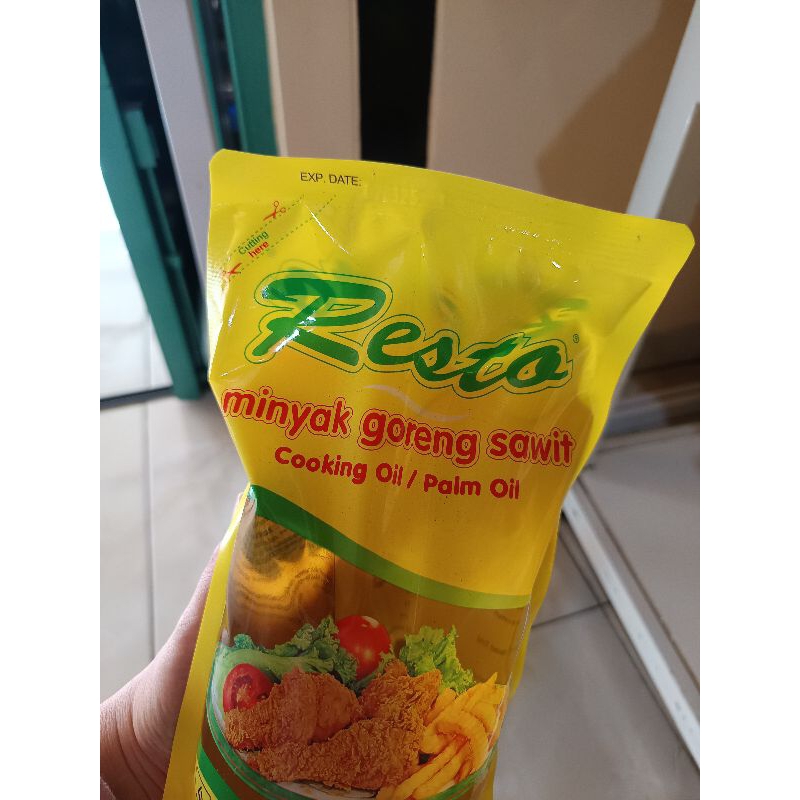 EXP. DATE:
Cutting
here
Resto®
minyak goreng sawit
Cooking Oil / Palm Oil